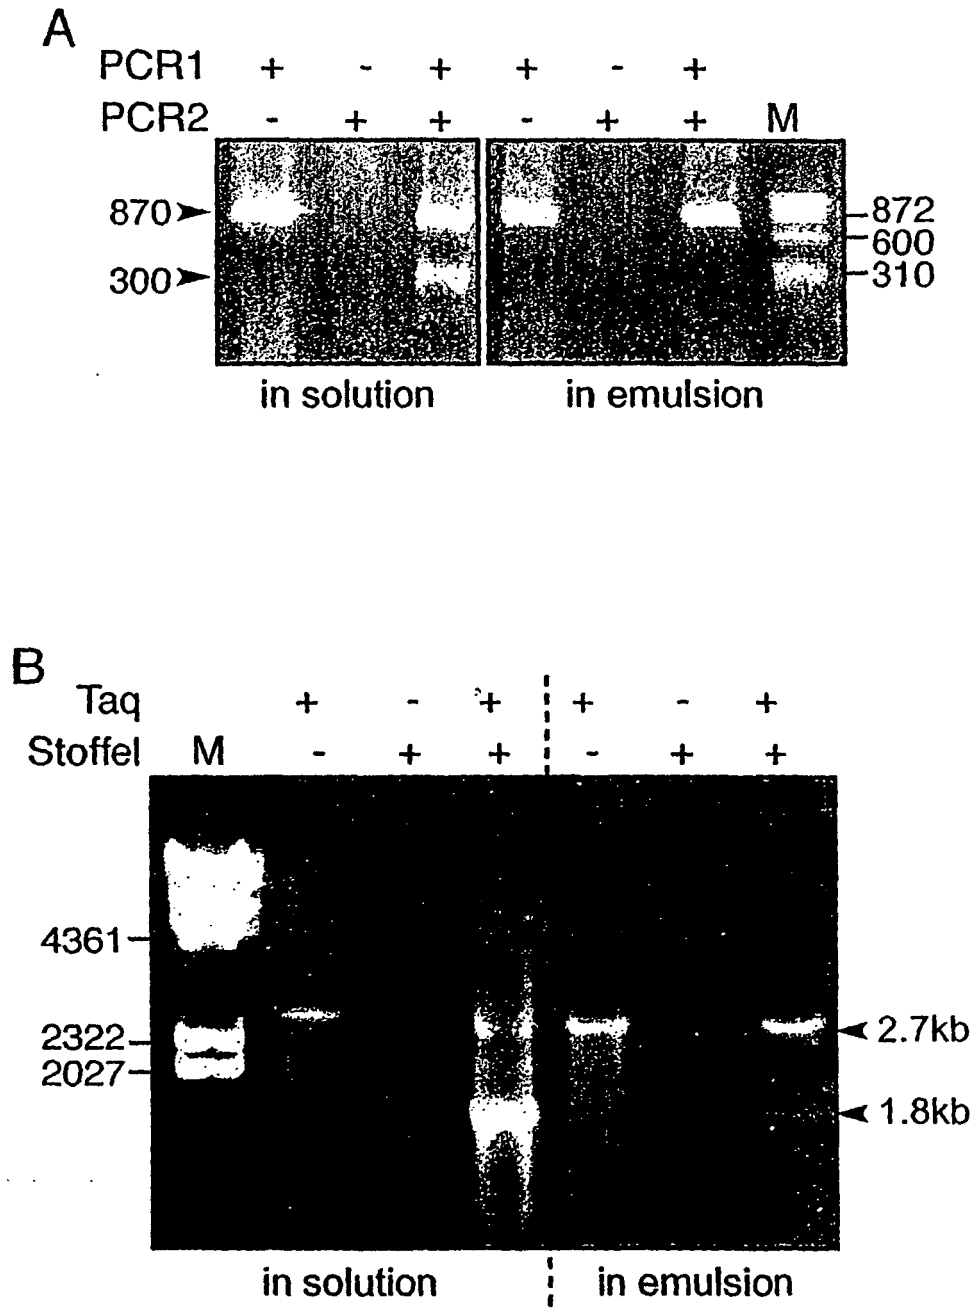 A
PCR1 + - + + - +
PCR2 - + + - + + M
870 872
600
300 310
in solution in emulsion
B
Taq + - + + - +
Stoffel M - + + - + +
4361
2322 2.7kb
2027
1.8kb
in solution in emulsion